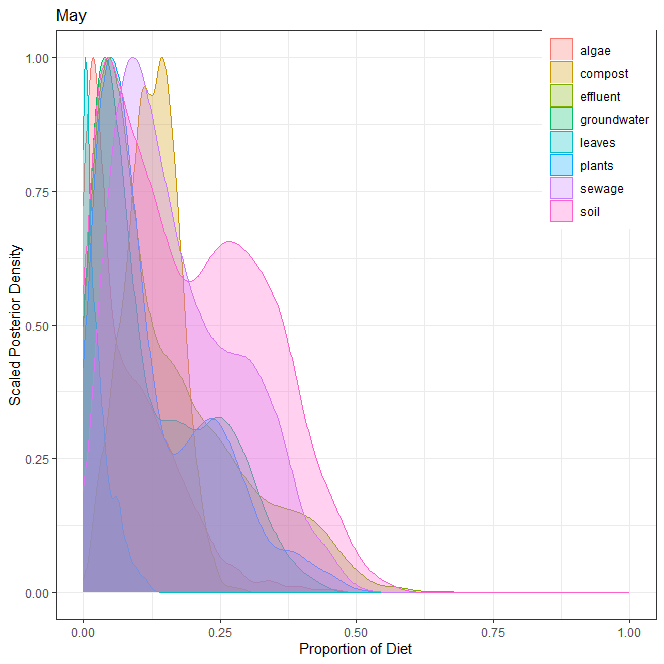 May
algae
compost
effluent
groundwater
leaves
plants
sewage
soil
1.00
0.75
0.50
0.25
0.00
Scaled Posterior Density
0.00 0.25 0.50 0.75 1.00
Proportion of Diet